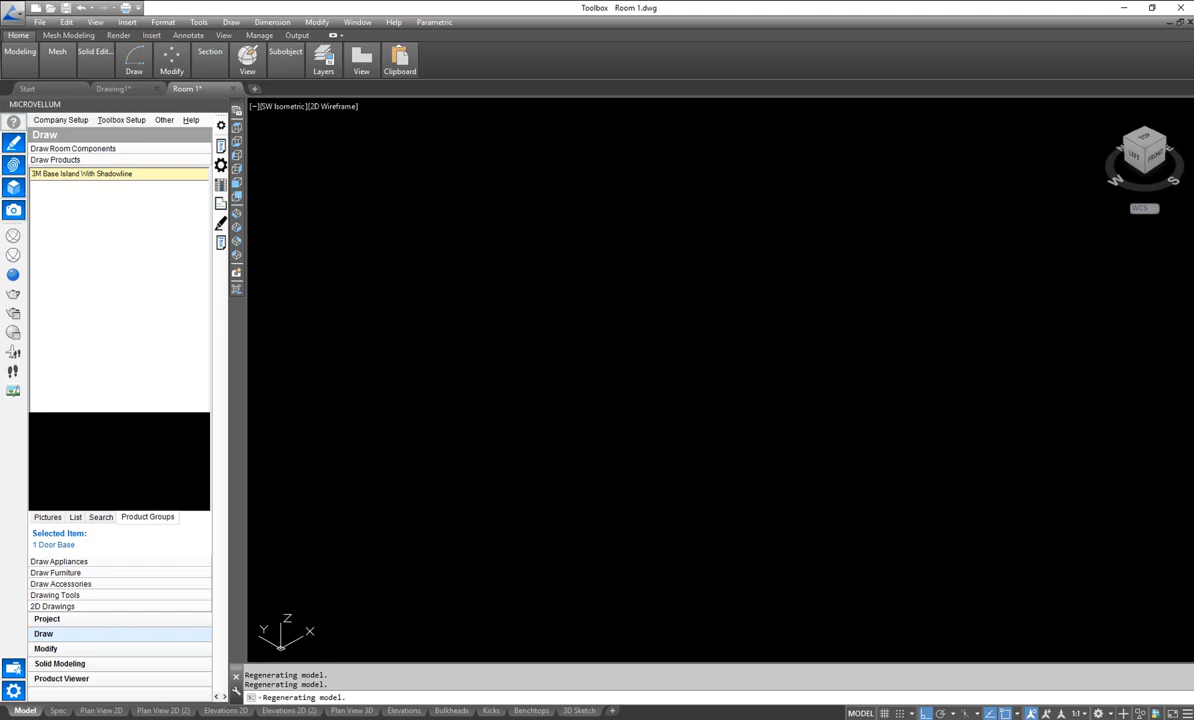 Toolbox Room 1.dwg
File Edit View Insert Format Tools Draw Dimension Modify Window Help Parametric
Home Mesh Modeling Render Insert Annotate View Manage Output
Modeling Mesh Solid Edit... Draw Modify Section View Subobject Layers View Clipboard
Start Drawing1* Room 1*
MICROVELLUM
[−][SW Isometric][2D Wireframe]
Company Setup Toolbox Setup Other Help
Draw
Draw Room Components
Draw Products
3M Base Island With Shadowline
TOP
LEFT FRONT
W S
WCS
Pictures List Search Product Groups
Selected Item:
1 Door Base
Draw Appliances
Draw Furniture
Draw Accessories
Drawing Tools
2D Drawings
Project
Draw
Modify
Solid Modeling
Product Viewer
Z
Y X
Regenerating model.
Regenerating model.
Regenerating model.
Model Spec Plan View 2D Plan View 2D (2) Elevations 2D Elevations 2D (2) Plan View 3D Elevations Bulkheads Kicks Benchtops 3D Sketch
MODEL 1:1